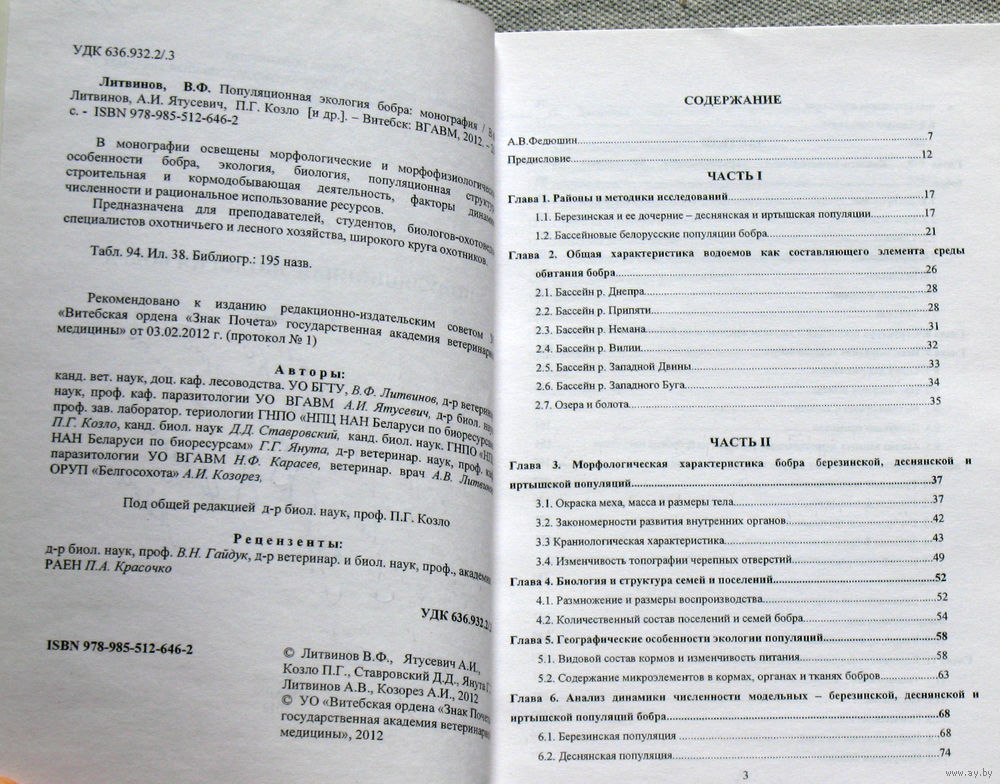 УДК 636.932.2/.3
Литвинов, В.Ф. Популяционная экология бобра: монография /
Литвинов, А.И. Ятусевич, П.Г. Козло [и др.]. – Витебск: ВГАВМ, 2012. –
с. - ISBN 978-985-512-646-2
В монографии освещены морфологические и морфофизиологические
особенности бобра, экология, биология, популяционная
строительная и кормодобывающая деятельность, факторы
численности и рациональное использование ресурсов.
Предназначена для преподавателей, студентов,
специалистов охотничьего и лесного хозяйства, широкого круга охотников.
Табл. 94. Ил. 38. Библиогр.: 195 назв.
Рекомендовано к изданию редакционно-издательским советом
«Витебская ордена «Знак Почета» государственная академия ветеринарной
медицины» от 03.02.2012 г. (протокол № 1)
Авторы:
канд. вет. наук, доц. каф. лесоводства. УО БГТУ, В.Ф. Литвинов, д-р
наук, проф. каф. паразитологии УО ВГАВМ А.И. Ятусевич, д-р биол.
проф. зав. лаборатор. териологии ГНПО «НПЦ НАН Беларуси по
П.Г. Козло, канд. биол. наук Д.Д. Ставровский, канд. биол. наук. ГНПО
НАН Беларуси по биоресурсам» Г.Г. Янута, д-р ветеринар. наук, проф.
паразитологии УО ВГАВМ Н.Ф. Карасев, ветеринар. врач А.В.
ОРУП «Белгосохота» А.И. Козорез,
Под общей редакцией д-р биол. наук, проф. П.Г. Козло
Рецензенты:
д-р биол. наук, проф. В.Н. Гайдук, д-р ветеринар. и биол. наук, проф.,
РАЕН П.А. Красочко
УДК 636.932.2/
ISBN 978-985-512-646-2
© Литвинов В.Ф., Ятусевич А.И.,
Козло П.Г., Ставровский Д.Д., Янута Г.
Литвинов А.В., Козорез А.И., 2012
© УО «Витебская ордена «Знак Почета»
государственная академия ветеринарной
медицины», 2012
СОДЕРЖАНИЕ
А.В.Федюшин 7
Предисловие 12
ЧАСТЬ I
Глава 1. Районы и методики исследований 17
1.1. Березинская и ее дочерние – деснянская и иртышская популяции 17
1.2. Бассейновые белорусские популяции бобра 21
Глава 2. Общая характеристика водоемов как составляющего элемента среды
обитания бобра 26
2.1. Бассейн р. Днепра 28
2.2. Бассейн р. Припяти 28
2.3. Бассейн р. Немана 31
2.4. Бассейн р. Вилии 32
2.5. Бассейн р. Западной Двины 33
2.6. Бассейн р. Западного Буга 34
2.7. Озера и болота 35
ЧАСТЬ II
Глава 3. Морфологическая характеристика бобра березинской, деснянской и
иртышской популяций 37
3.1. Окраска меха, масса и размеры тела 37
3.2. Закономерности развития внутренних органов 42
3.3 Краниологическая характеристика 43
3.4. Изменчивость топографии черепных отверстий 49
Глава 4. Биология и структура семей и поселений 52
4.1. Размножение и размеры воспроизводства 52
4.2. Количественный состав поселений и семей бобра 54
Глава 5. Географические особенности экологии популяций 58
5.1. Видовой состав кормов и изменчивость питания 58
5.2. Содержание микроэлементов в кормах, органах и тканях бобров 63
Глава 6. Анализ динамики численности модельных – березинской, деснянской и
иртышской популяций бобра 68
6.1. Березинская популяция 68
6.2. Деснянская популяция 74
3
www.ay.by